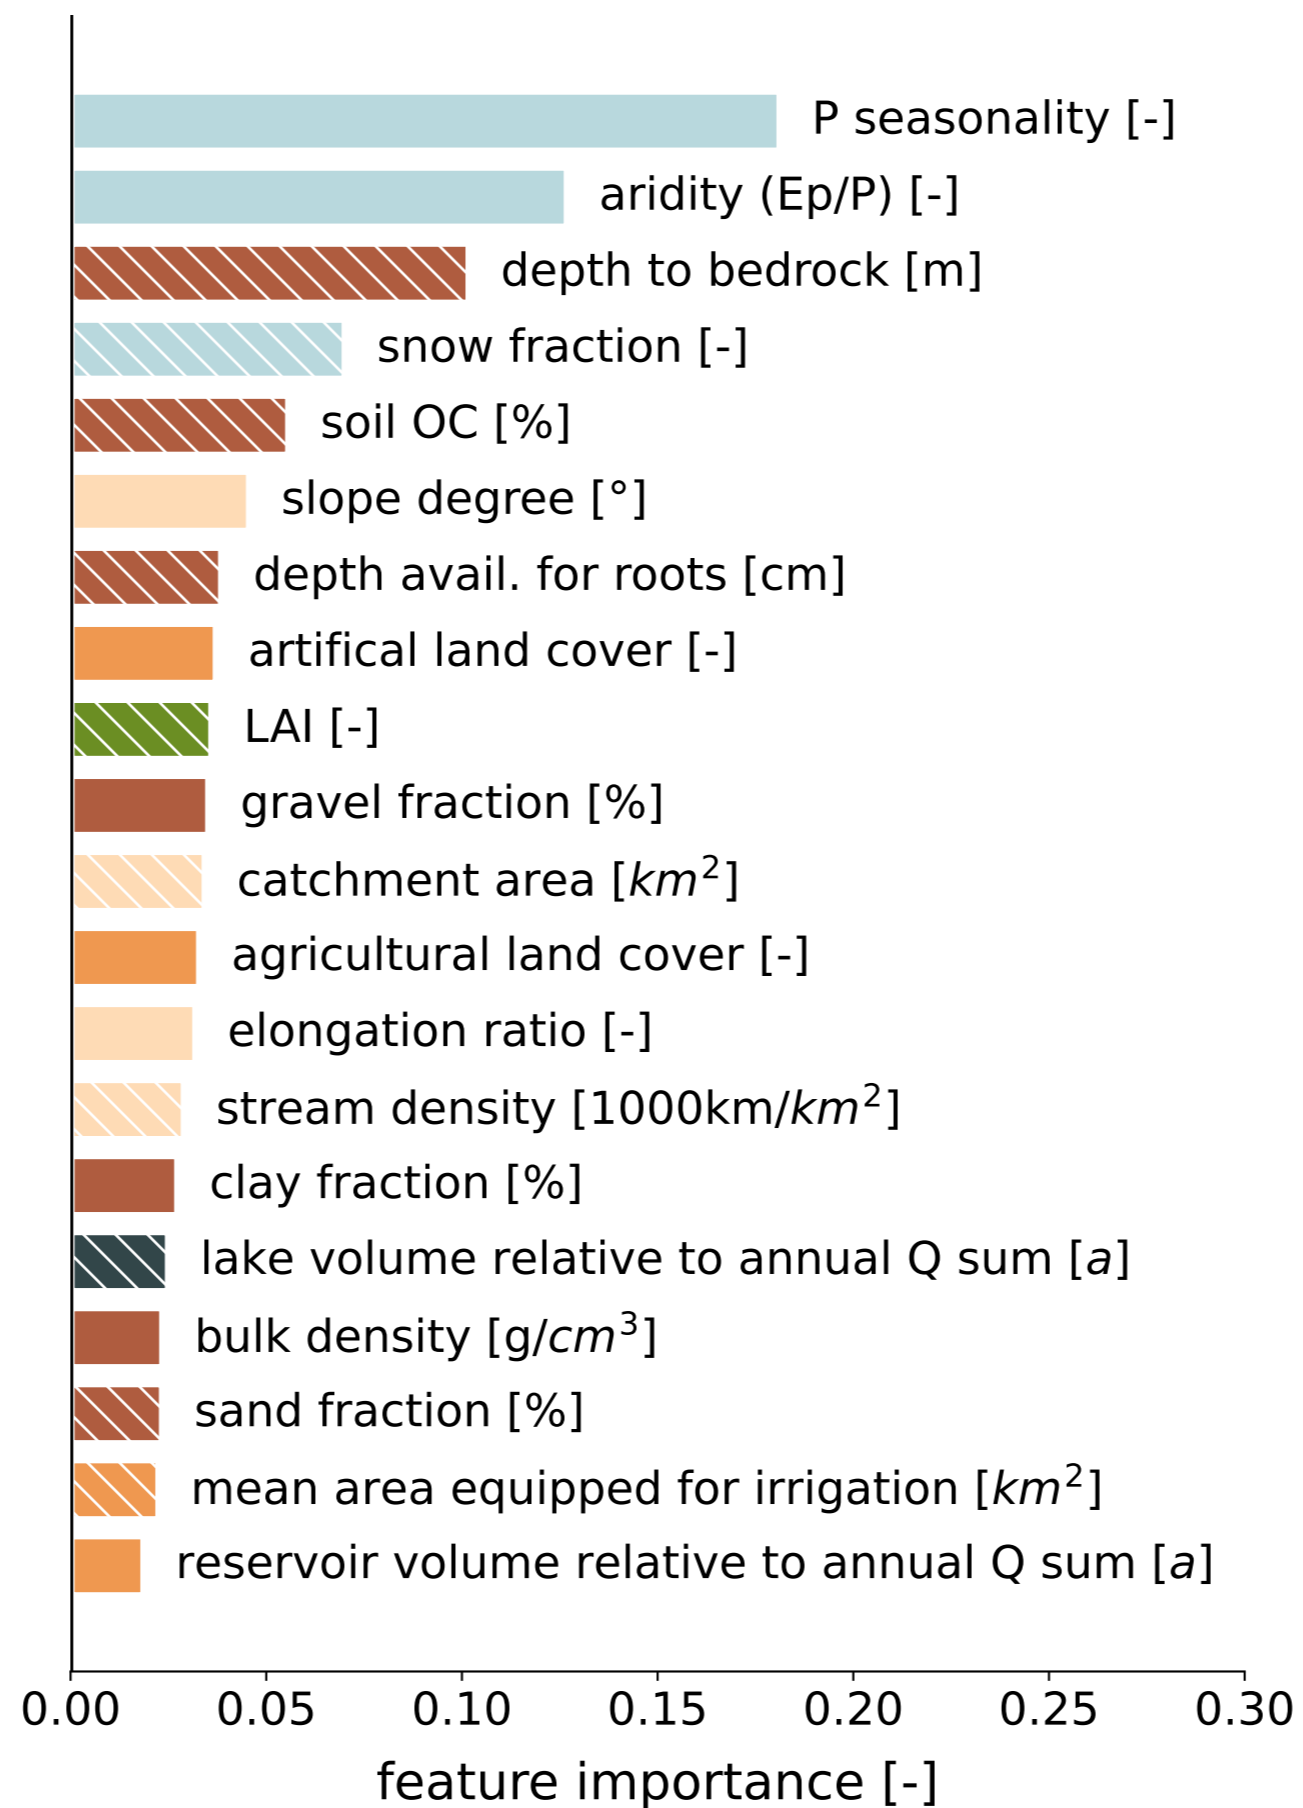 P seasonality [-]
aridity (Ep/P) [-]
depth to bedrock [m]
snow fraction [-]
soil OC [%]
slope degree [°]
depth avail. for roots [cm]
artifical land cover [-]
LAI [-]
gravel fraction [%]
catchment area [km²]
agricultural land cover [-]
elongation ratio [-]
stream density [1000km/km²]
clay fraction [%]
lake volume relative to annual Q sum [a]
bulk density [g/cm³]
sand fraction [%]
mean area equipped for irrigation [km²]
reservoir volume relative to annual Q sum [a]
0.00 0.05 0.10 0.15 0.20 0.25 0.30
feature importance [-]